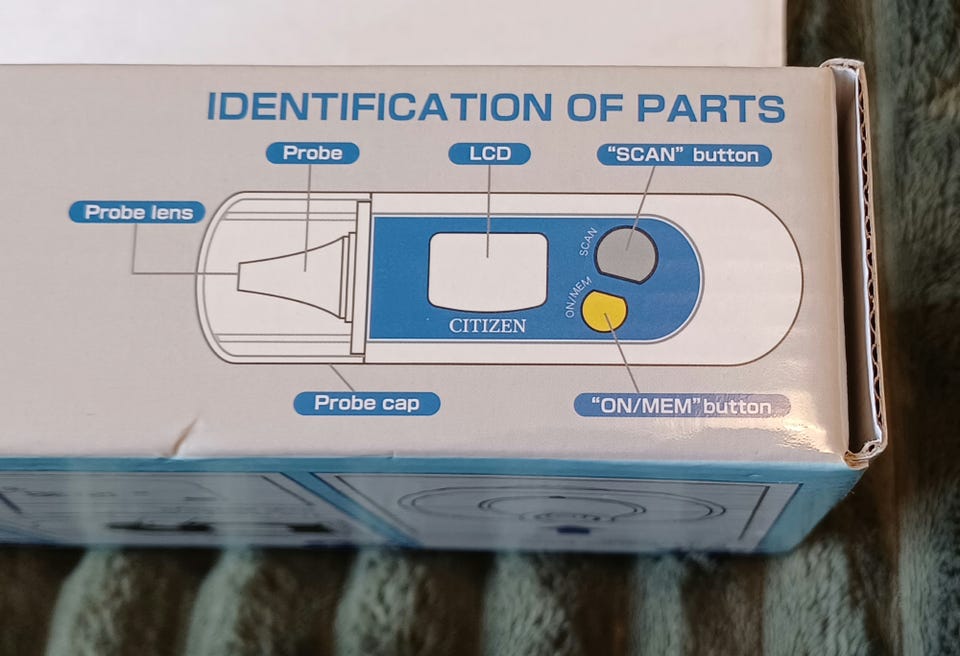 IDENTIFICATION OF PARTS
Probe
LCD
“SCAN” button
Probe lens
SCAN
ON/MEM
CITIZEN
Probe cap
“ON/MEM” button